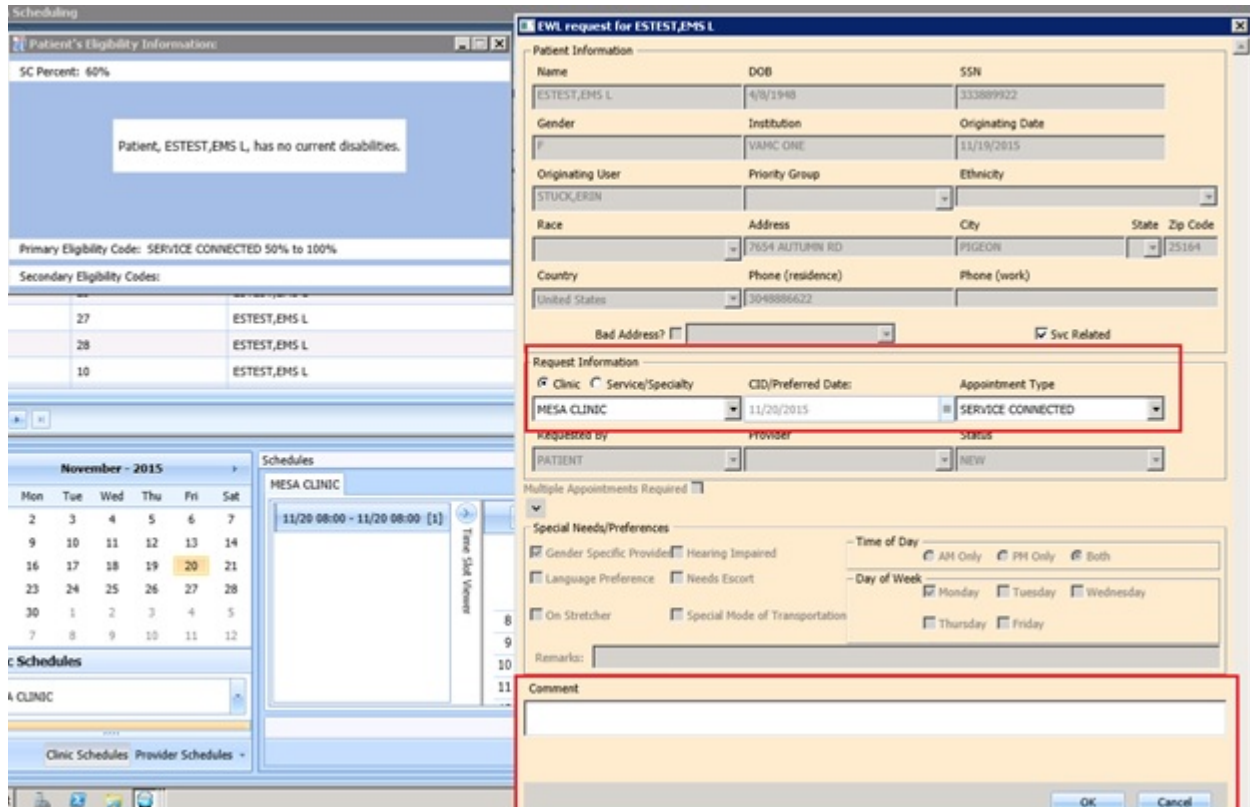 Scheduling
Patient's Eligibility Information:
SC Percent: 60%
Patient, ESTEST,EMS L, has no current disabilities.
Primary Eligibility Code: SERVICE CONNECTED 50% to 100%
Secondary Eligibility Codes:
27 ESTEST,EMS L
28 ESTEST,EMS L
10 ESTEST,EMS L
November - 2015
Mon Tue Wed Thu Fri Sat
2 3 4 5 6 7
9 10 11 12 13 14
16 17 18 19 20 21
23 24 25 26 27 28
30 1 2 3 4 5
7 8 9 10 11 12
Schedules
CLINIC
Clinic Schedules Provider Schedules
Schedules
MESA CLINIC
11/20 08:00 - 11/20 08:00 [1]
Time Slot Viewer
8
9
10
11
EWL request for ESTEST,EMS L
Patient Information
Name DOB SSN
ESTEST,EMS L 4/8/1948 333889922
Gender Institution Originating Date
F VAMC ONE 11/19/2015
Originating User Priority Group Ethnicity
STUCK,ERIN
Race Address City State Zip Code
7654 AUTUMN RD PIGEON 25164
Country Phone (residence) Phone (work)
United States 3048886622
Bad Address? Svc Related
Request Information
Clinic Service/Specialty CID/Preferred Date: Appointment Type
MESA CLINIC 11/20/2015 SERVICE CONNECTED
Requested By Provider Status
PATIENT NEW
Multiple Appointments Required
Special Needs/Preferences
Gender Specific Provider Hearing Impaired
Language Preference Needs Escort
On Stretcher Special Mode of Transportation
Time of Day
AM Only PM Only Both
Day of Week
Monday Tuesday Wednesday
Thursday Friday
Remarks:
Comment
OK Cancel